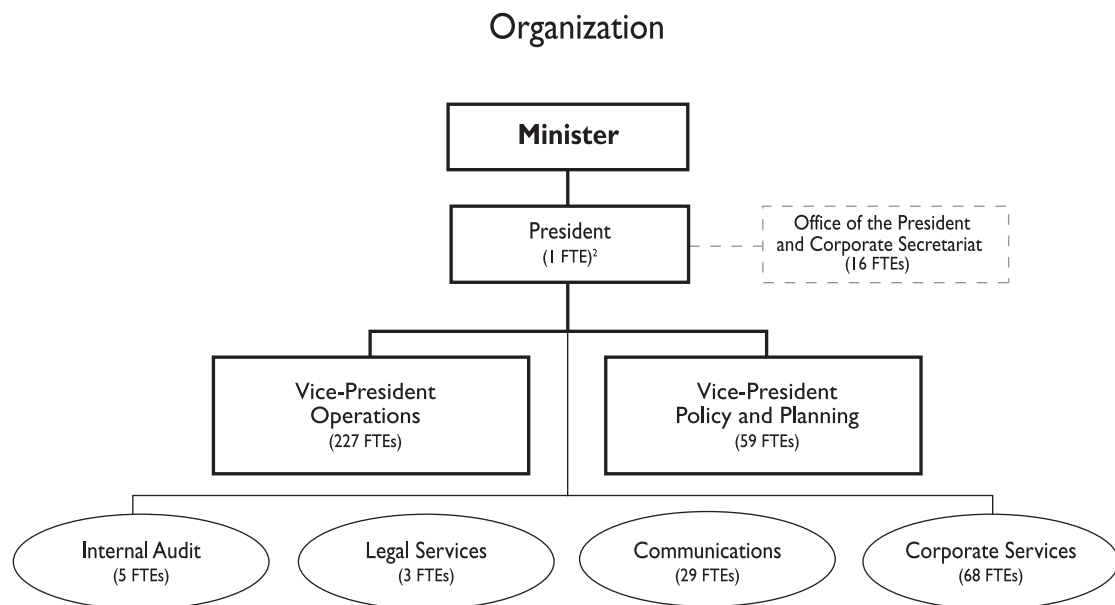 Organization
Minister
President
(1 FTE)²
Office of the President
and Corporate Secretariat
(16 FTEs)
Vice-President
Operations
(227 FTEs)
Vice-President
Policy and Planning
(59 FTEs)
Internal Audit
(5 FTEs)
Legal Services
(3 FTEs)
Communications
(29 FTEs)
Corporate Services
(68 FTEs)